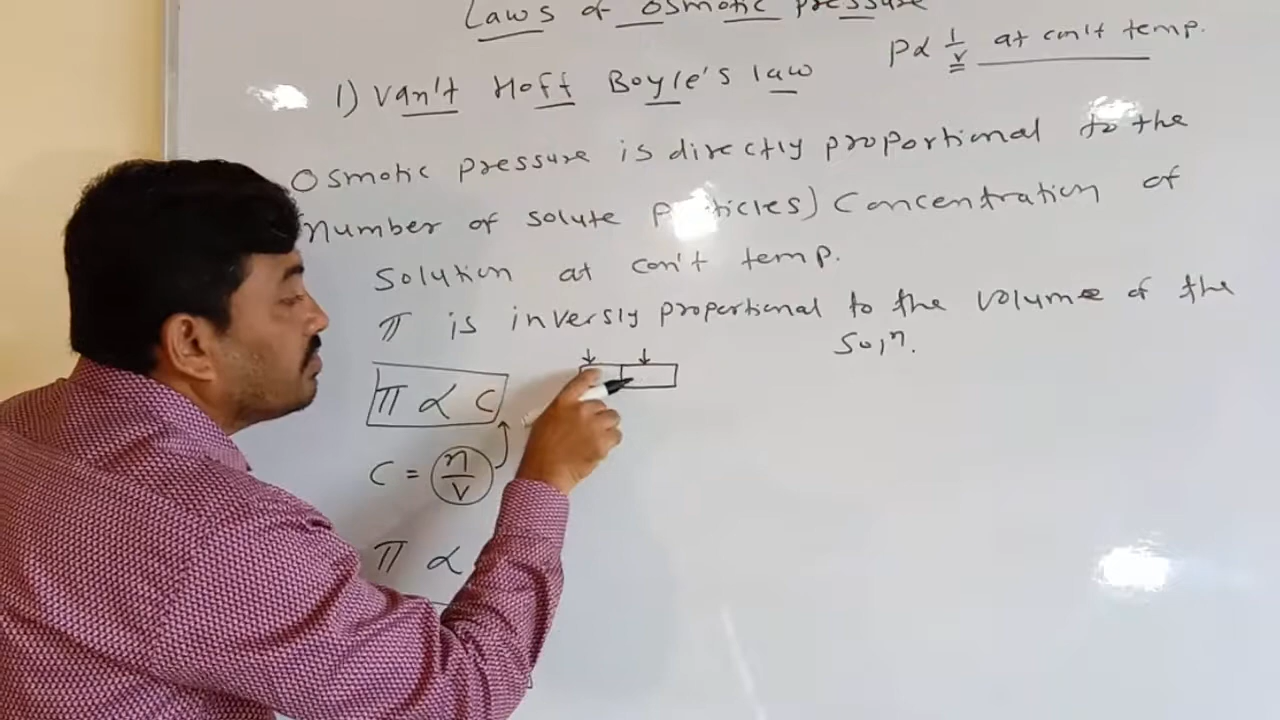 Laws of Osmotic pressure
P∝ 1/V at con't temp.
1) Van't Hoff Boyle's law
Osmotic pressure is directly proportional to the
number of solute particles) Concentration of
Solution at con't temp.
π is inversly proportional to the volume of the
So,n.
π ∝ C
C = n/V
π ∝